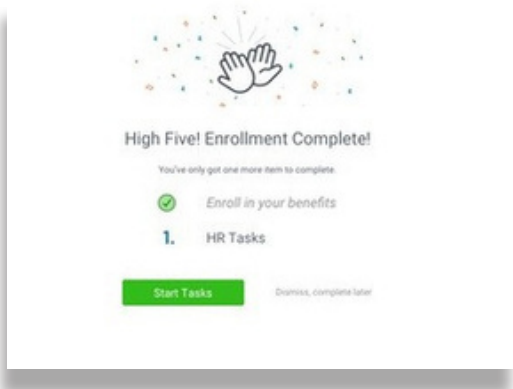 High Five! Enrollment Complete!
You've only got one more item to complete.
Enroll in your benefits
1. HR Tasks
Start Tasks Dismiss, complete later